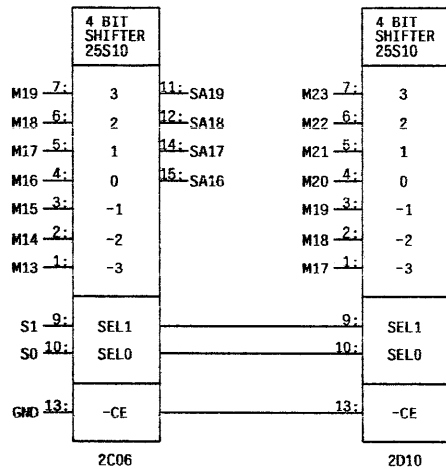 4 BIT SHIFTER 25S10
4 BIT SHIFTER 25S10
M19 7: 3 11: SA19
M23 7: 3
M18 6: 2 12: SA18
M22 6: 2
M17 5: 1 14: SA17
M21 5: 1
M16 4: 0 15: SA16
M20 4: 0
M15 3: -1
M19 3: -1
M14 2: -2
M18 2: -2
M13 1: -3
M17 1: -3
S1 9: SEL1
9: SEL1
S0 10: SEL0
10: SEL0
GND 13: -CE
13: -CE
2C06
2D10